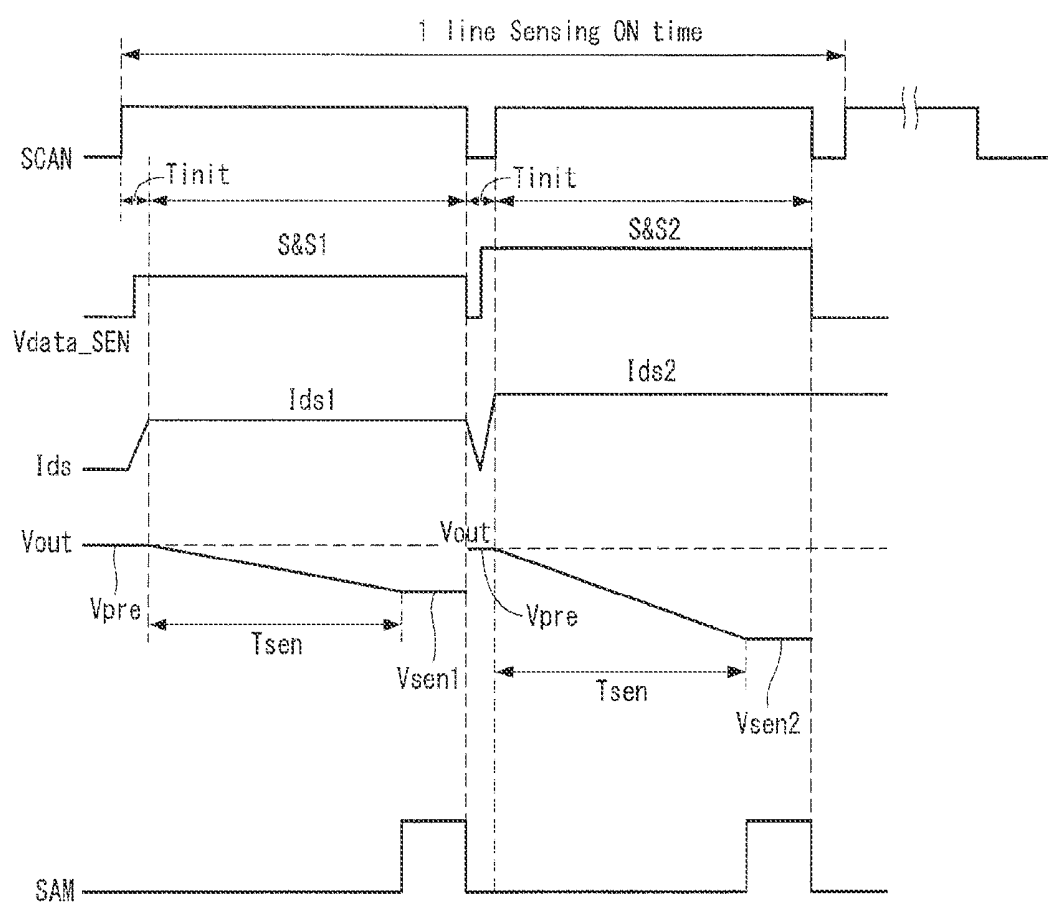 1 line Sensing ON time
SCAN
Tinit
Tinit
S&S1
S&S2
Vdata_SEN
Ids1
Ids2
Ids
Vout
Vout
Vpre
Vpre
Tsen
Vsen1
Tsen
Vsen2
SAM